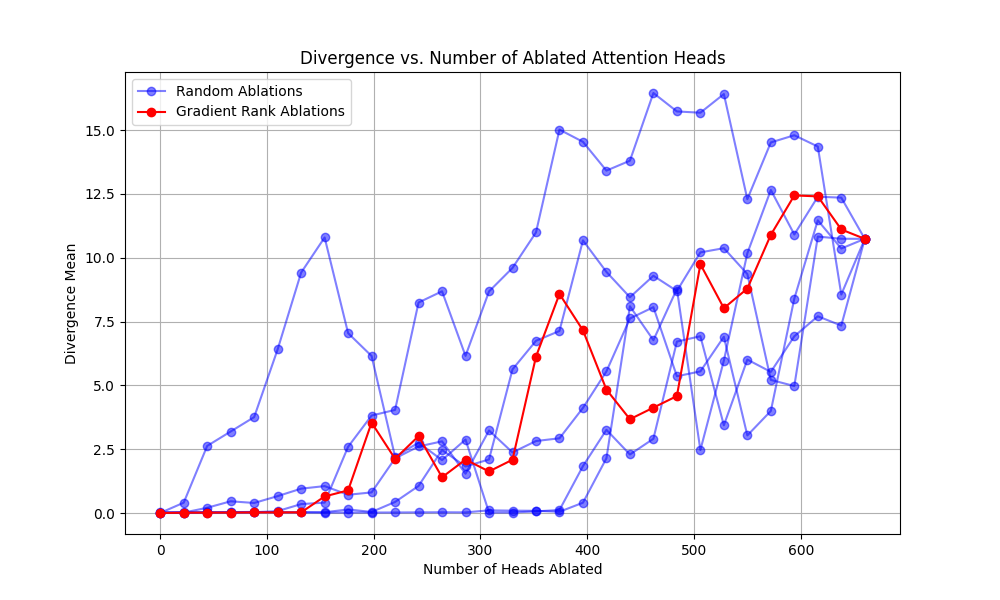 Divergence vs. Number of Ablated Attention Heads
Random Ablations
Gradient Rank Ablations
Divergence Mean
15.0
12.5
10.0
7.5
5.0
2.5
0.0
0 100 200 300 400 500 600
Number of Heads Ablated